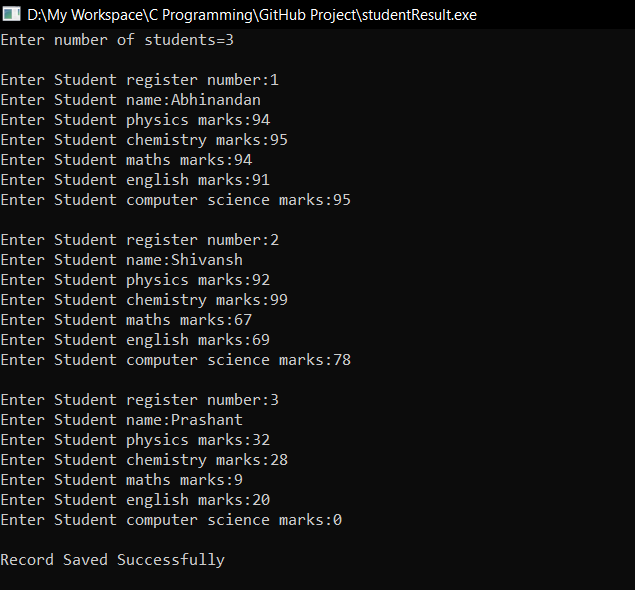 D:\My Workspace\C Programming\GitHub Project\studentResult.exe
Enter number of students=3
Enter Student register number:1
Enter Student name:Abhinandan
Enter Student physics marks:94
Enter Student chemistry marks:95
Enter Student maths marks:94
Enter Student english marks:91
Enter Student computer science marks:95
Enter Student register number:2
Enter Student name:Shivansh
Enter Student physics marks:92
Enter Student chemistry marks:99
Enter Student maths marks:67
Enter Student english marks:69
Enter Student computer science marks:78
Enter Student register number:3
Enter Student name:Prashant
Enter Student physics marks:32
Enter Student chemistry marks:28
Enter Student maths marks:9
Enter Student english marks:20
Enter Student computer science marks:0
Record Saved Successfully